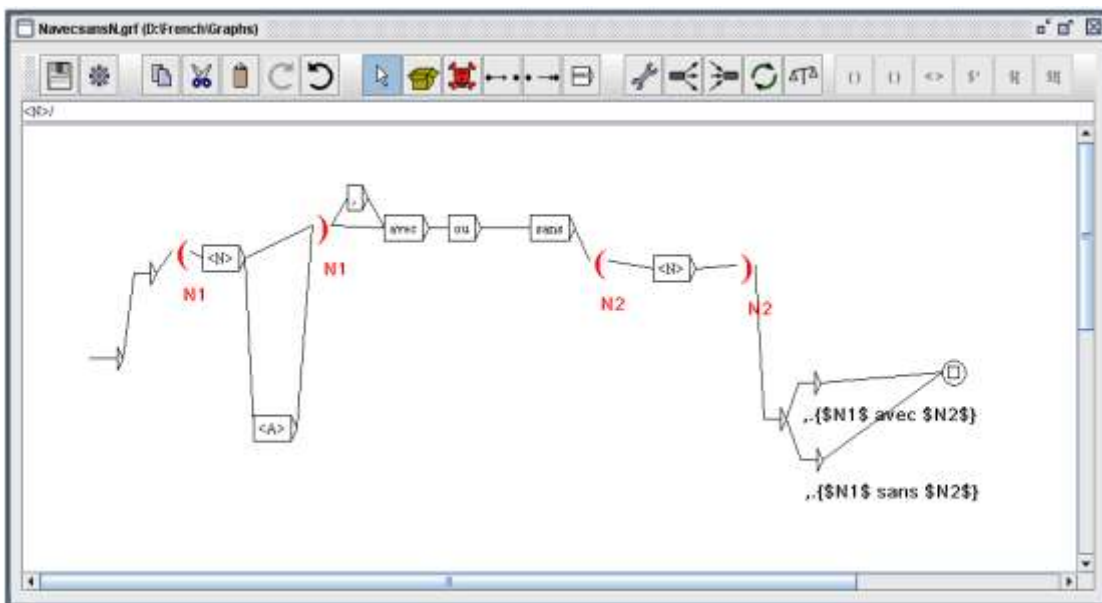 NavecsansN.grf (D:\French\Graphs)
<N>/
,
avec
ou
sans
<N>
N1
N1
<N>
N2
N2
<A>
,.{$N1$ avec $N2$}
,.{$N1$ sans $N2$}